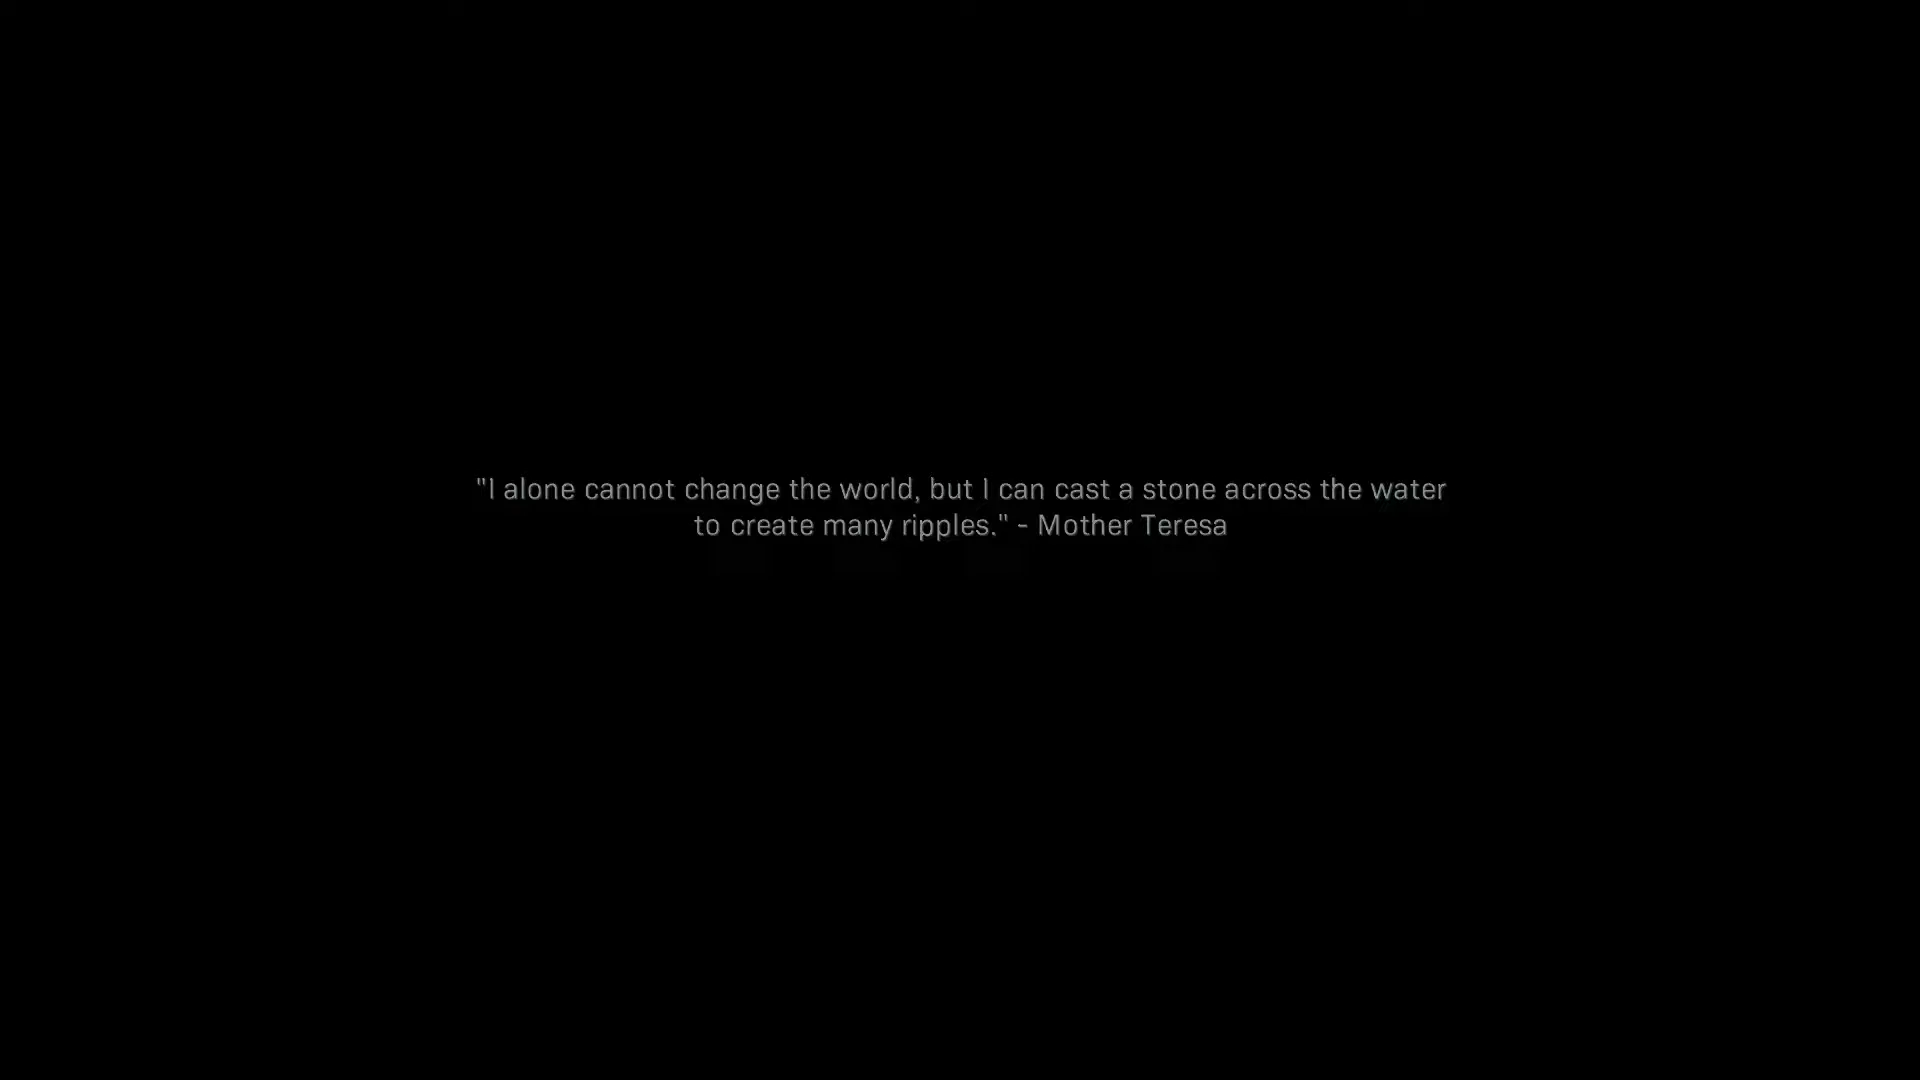 "I alone cannot change the world, but I can cast a stone across the water
to create many ripples." - Mother Teresa